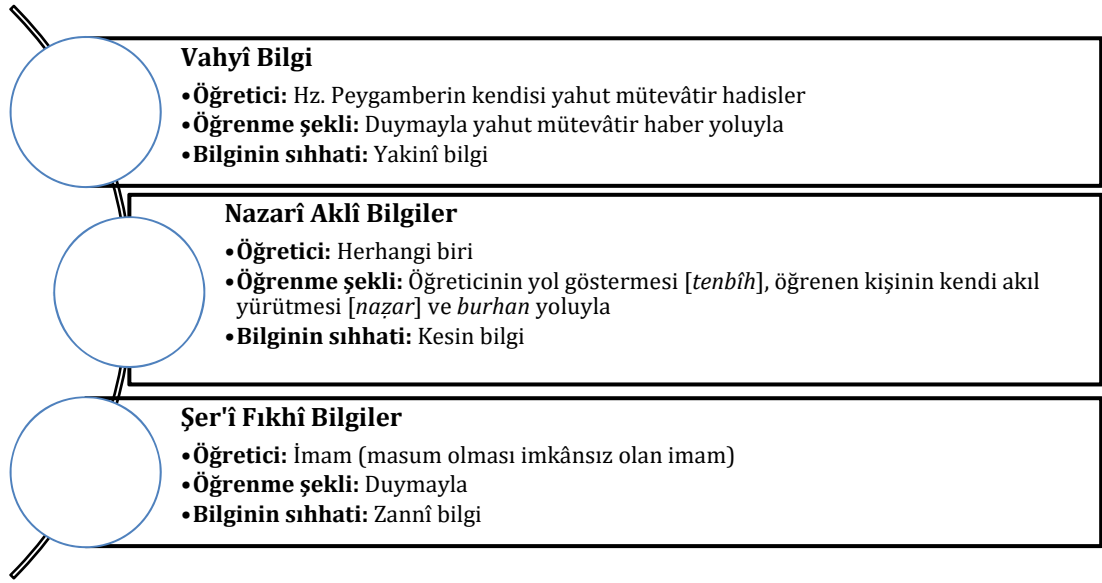 Vahyî Bilgi
•Öğretici: Hz. Peygamberin kendisi yahut mütevâtir hadisler
•Öğrenme şekli: Duymayla yahut mütevâtir haber yoluyla
•Bilginin sıhhati: Yakinî bilgi
Nazarî Aklî Bilgiler
•Öğretici: Herhangi biri
•Öğrenme şekli: Öğreticinin yol göstermesi [tenbîh], öğrenen kişinin kendi akıl
yürütmesi [naẓar] ve burhan yoluyla
•Bilginin sıhhati: Kesin bilgi
Şer'î Fıkhî Bilgiler
•Öğretici: İmam (masum olması imkânsız olan imam)
•Öğrenme şekli: Duymayla
•Bilginin sıhhati: Zannî bilgi